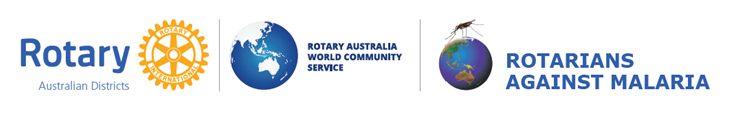 Rotary
Australian Districts
ROTARY
INTERNATIONAL
ROTARY AUSTRALIA
WORLD COMMUNITY
SERVICE
ROTARIANS
AGAINST MALARIA